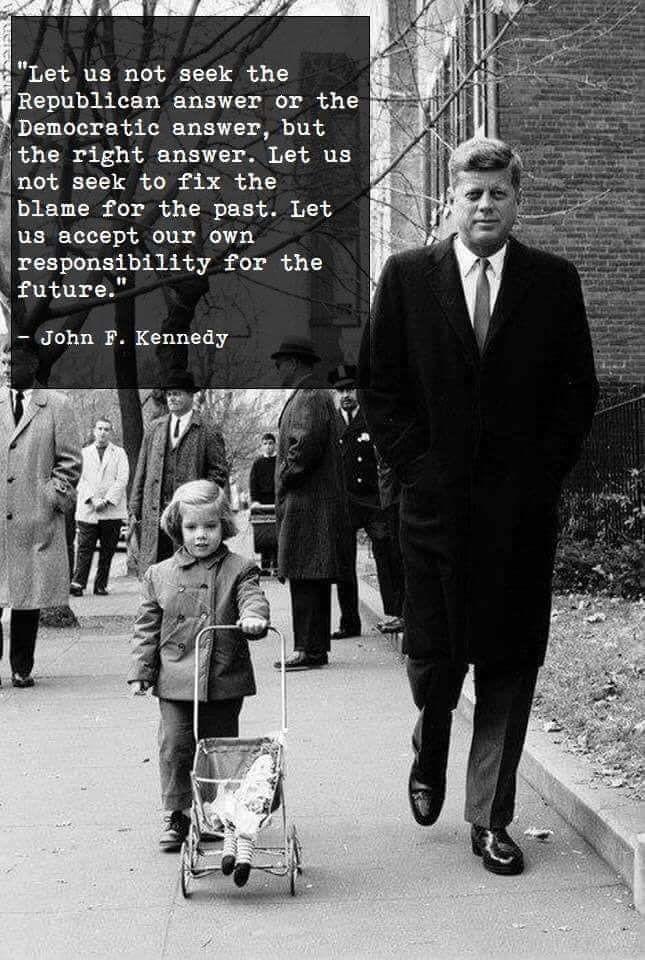 "Let us not seek the
Republican answer or the
Democratic answer, but
the right answer. Let us
not seek to fix the
blame for the past. Let
us accept our own
responsibility for the
future."
- John F. Kennedy